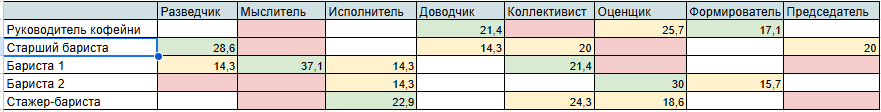 Разведчик Мыслитель Исполнитель Доводчик Коллективист Оценщик Формирователь Председатель
Руководитель кофейни 21,4 25,7 17,1
Старший бариста 28,6 14,3 20 20
Бариста 1 14,3 37,1 14,3 21,4
Бариста 2 14,3 30 15,7
Стажер-бариста 22,9 24,3 18,6